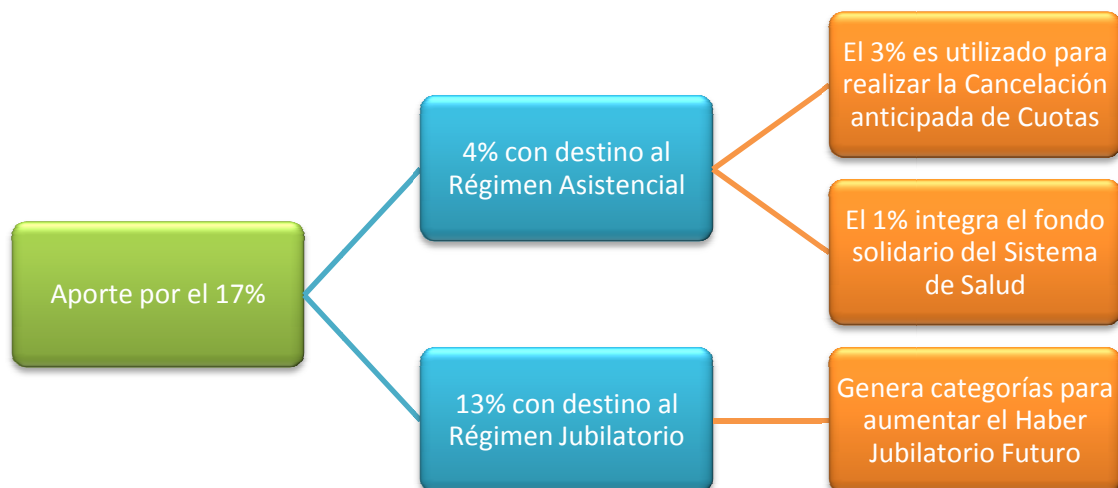 Aporte por el 17%
4% con destino al
Régimen Asistencial
13% con destino al
Régimen Jubilatorio
El 3% es utilizado para
realizar la Cancelación
anticipada de Cuotas
El 1% integra el fondo
solidario del Sistema
de Salud
Genera categorías para
aumentar el Haber
Jubilatorio Futuro